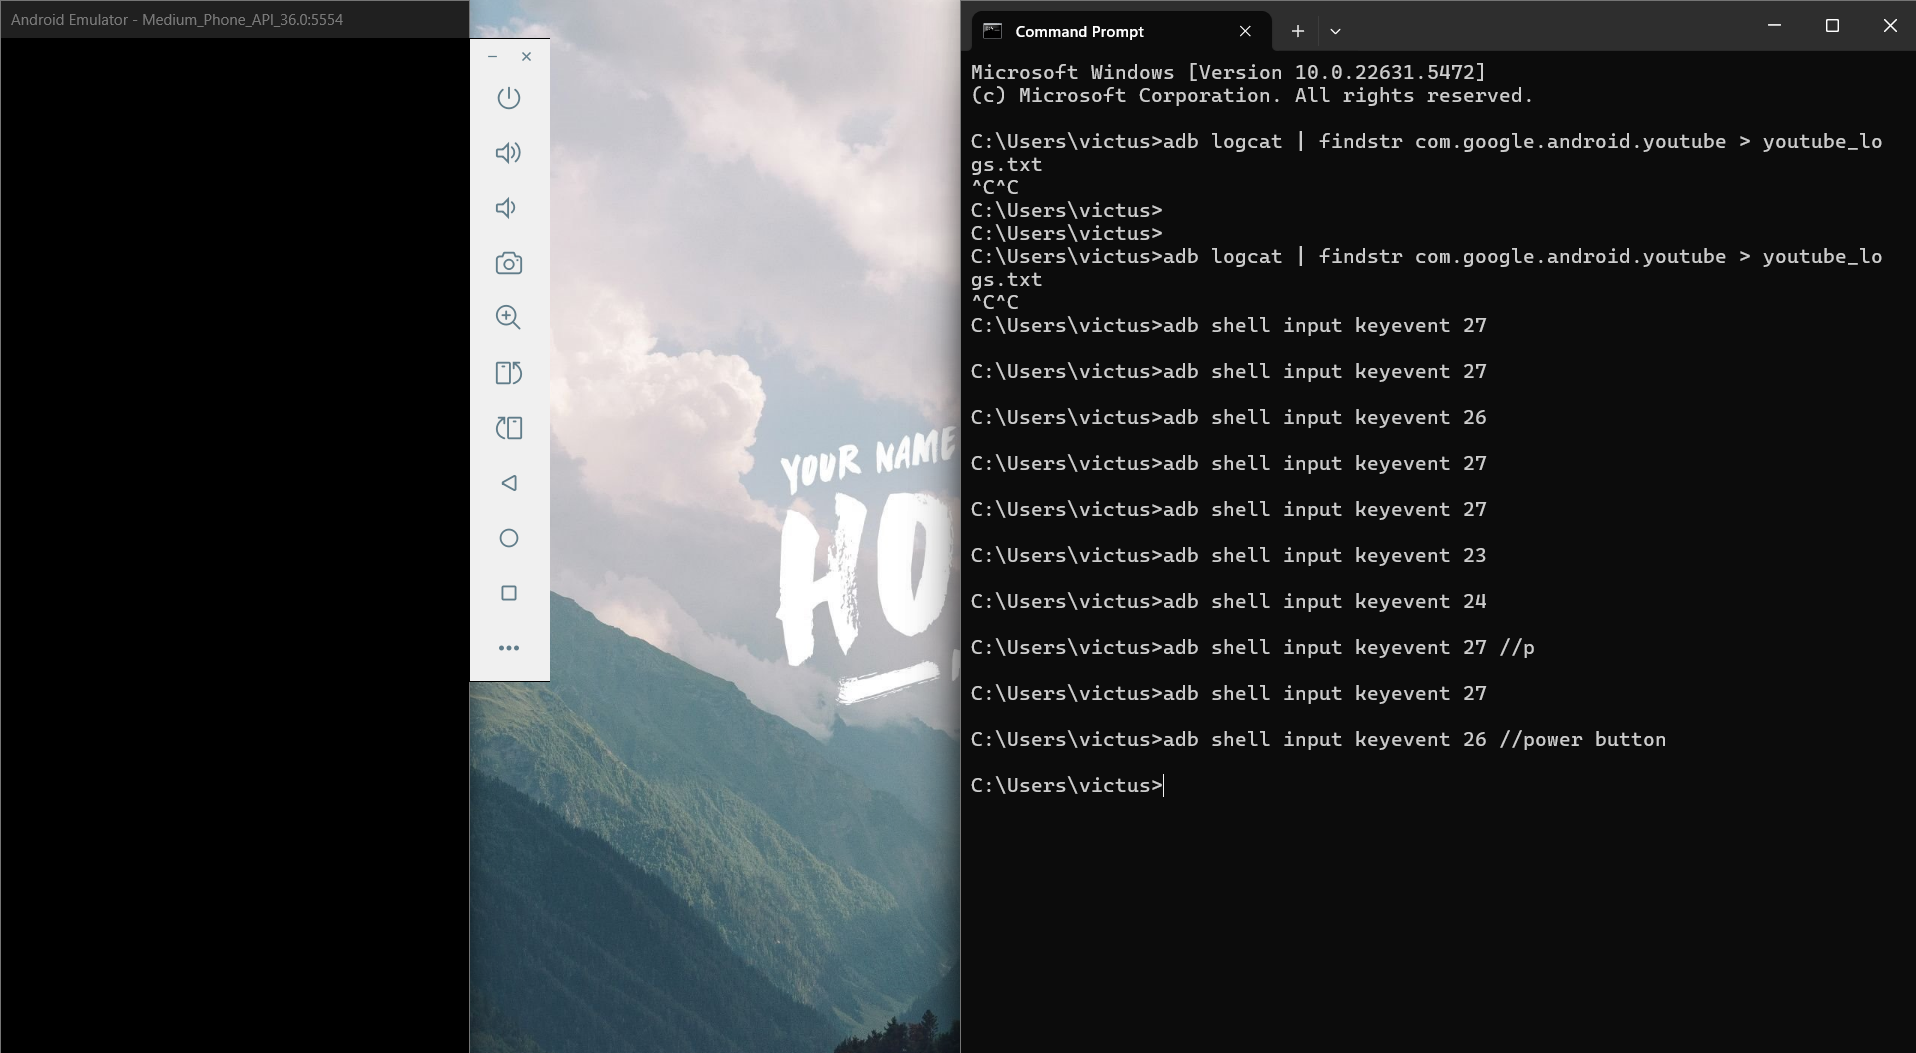 Android Emulator - Medium_Phone_API_36.0:5554
YOUR NAME
HO
Command Prompt
Microsoft Windows [Version 10.0.22631.5472]
(c) Microsoft Corporation. All rights reserved.
C:\Users\victus>adb logcat | findstr com.google.android.youtube > youtube_lo
gs.txt
^C^C
C:\Users\victus>
C:\Users\victus>
C:\Users\victus>adb logcat | findstr com.google.android.youtube > youtube_lo
gs.txt
^C^C
C:\Users\victus>adb shell input keyevent 27
C:\Users\victus>adb shell input keyevent 27
C:\Users\victus>adb shell input keyevent 26
C:\Users\victus>adb shell input keyevent 27
C:\Users\victus>adb shell input keyevent 27
C:\Users\victus>adb shell input keyevent 23
C:\Users\victus>adb shell input keyevent 24
C:\Users\victus>adb shell input keyevent 27 //p
C:\Users\victus>adb shell input keyevent 27
C:\Users\victus>adb shell input keyevent 26 //power button
C:\Users\victus>